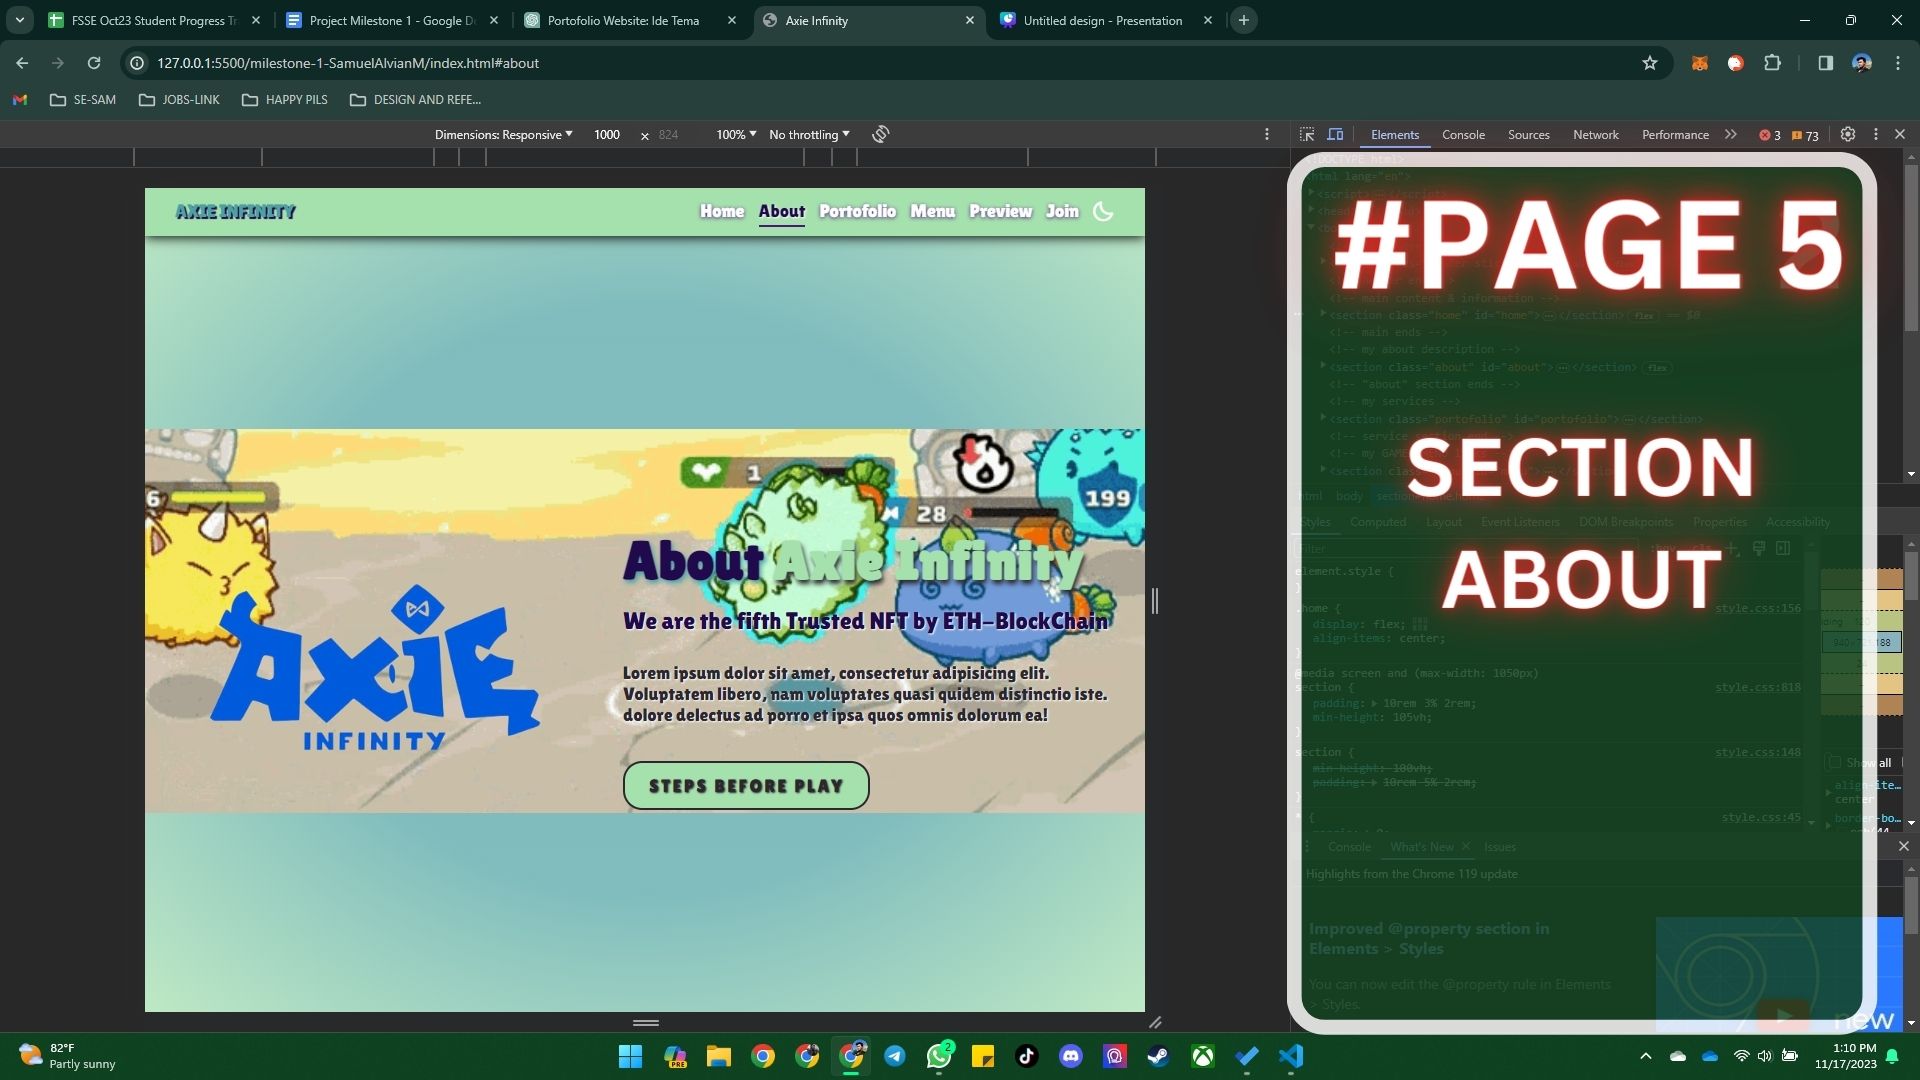 FSSE Oct23 Student Progress Tr
Project Milestone 1 - Google D
Portofolio Website: Ide Tema
Axie Infinity
Untitled design - Presentation
127.0.0.1:5500/milestone-1-SamuelAlvianM/index.html#about
SE-SAM
JOBS-LINK
HAPPY PILS
DESIGN AND REFE...
Dimensions: Responsive
1000
x
824
100%
No throttling
Elements
Console
Sources
Network
Performance
3
73
AXIE INFINITY
Home
About
Portofolio
Menu
Preview
Join
6
1
28
199
About Axie Infinity
We are the fifth Trusted NFT by ETH-BlockChain
Lorem ipsum dolor sit amet, consectetur adipisicing elit.
Voluptatem libero, nam voluptates quasi quidem distinctio iste.
dolore delectus ad porro et ipsa quos omnis dolorum ea!
STEPS BEFORE PLAY
AXIE
INFINITY
<!DOCTYPE html>
<html lang="en">
#PAGE 5
<!-- main content & information -->
<section class="home" id="home"> </section> flex == $0
<!-- main ends -->
<!-- my about description -->
<section class="about" id="about"> </section> flex
<!-- "about" section ends -->
<!-- my services -->
<section class="portofolio" id="portofolio"> </section>
SECTION
ABOUT
html body
Styles Computed Layout Event Listeners DOM Breakpoints Properties Accessibility
Filter
element.style {
.home { style.css:156
display: flex;
align-items: center;
@media screen and (max-width: 1050px)
section { style.css:818
padding: 10rem 3% 2rem;
min-height: 105vh;
section { style.css:148
min-height: 100vh;
padding: 10rem 5% 2rem;
style.css:45
Show all
align-ite...
center
border-bo...
Console
What's New
Issues
Highlights from the Chrome 119 update
Improved @property section in
Elements > Styles
You can now edit the @property rule in Elements
> Styles.
new
82°F
Partly sunny
PRE
2
1:10 PM
11/17/2023